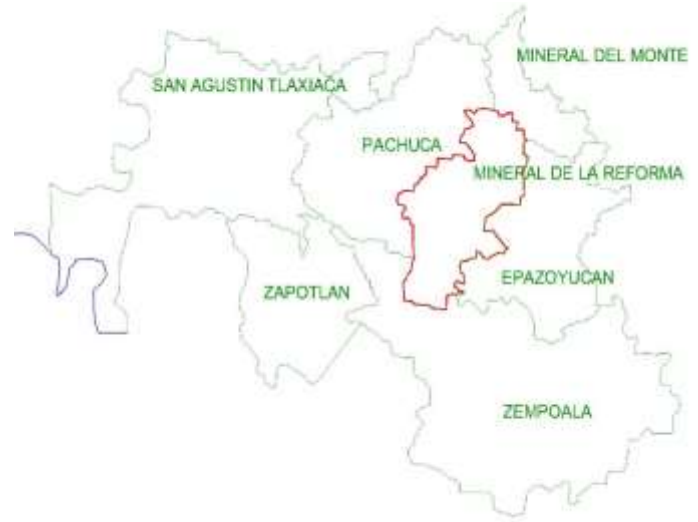 MINERAL DEL MONTE
SAN AGUSTIN TLAXIACA
PACHUCA
MINERAL DE LA REFORMA
EPAZOYUCAN
ZAPOTLAN
ZEMPOALA